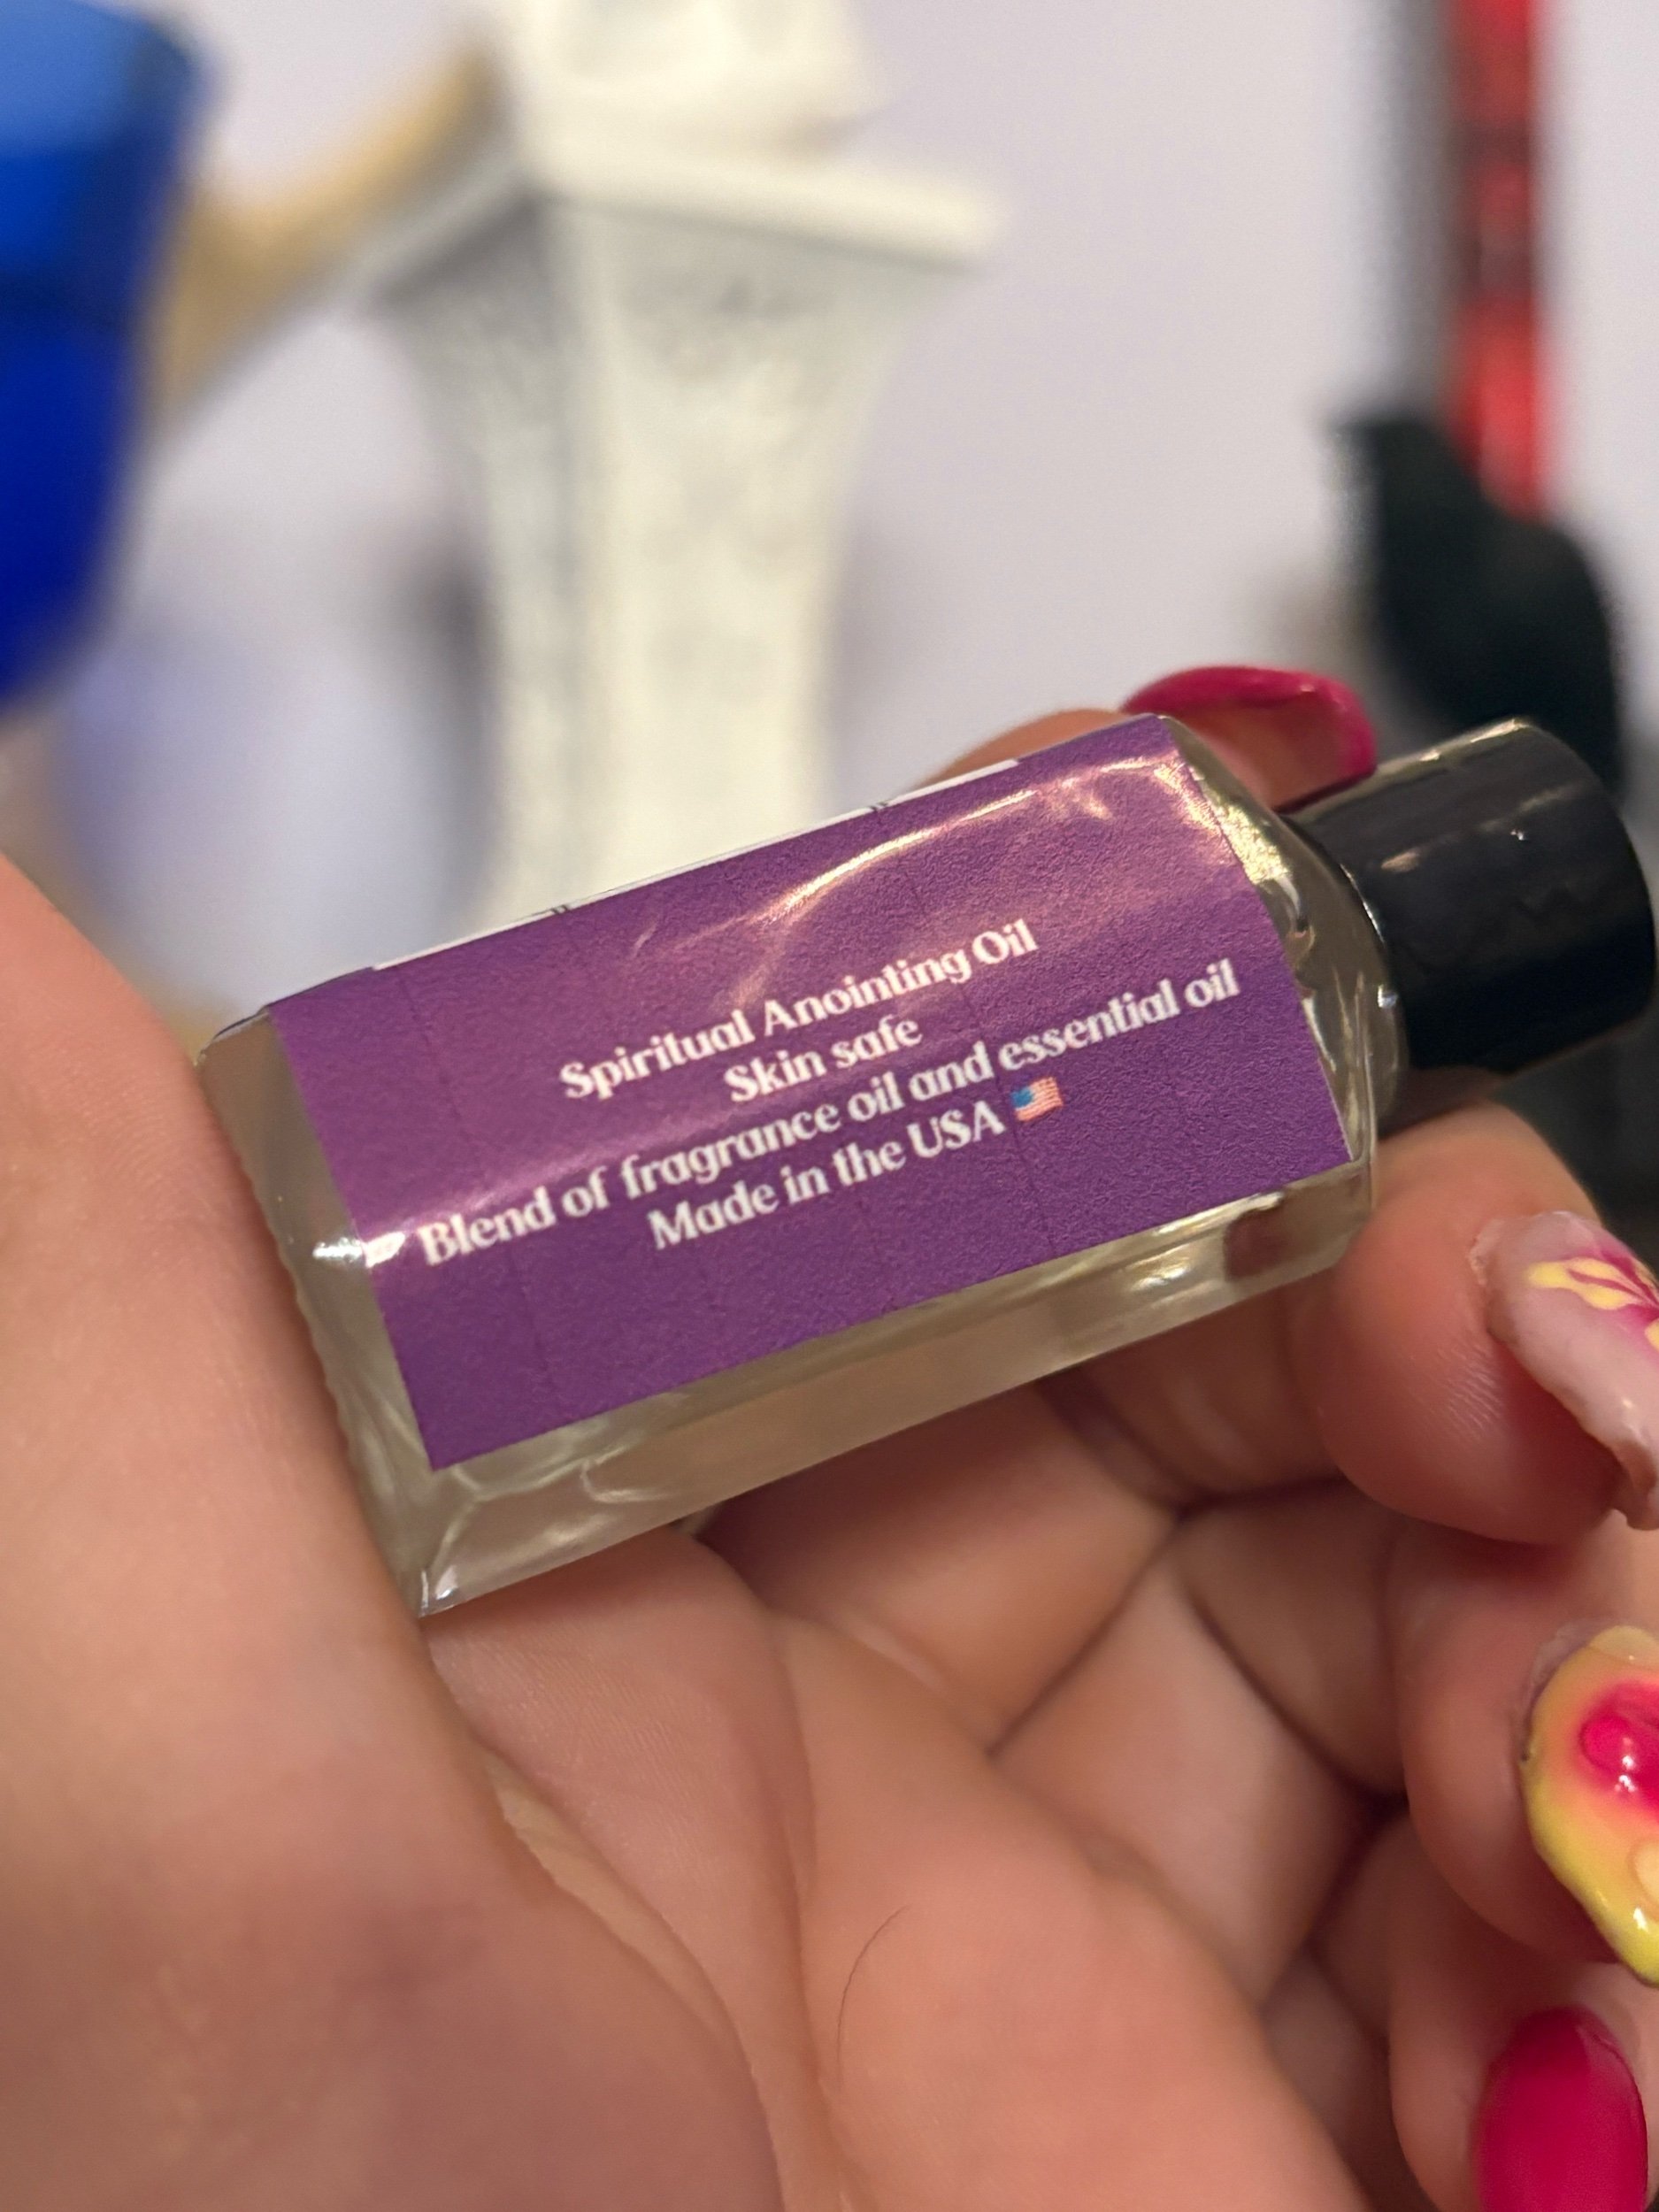 Spiritual Anointing Oil
Skin safe
Blend of fragrance oil and essential oil
Made in the USA 🇺🇸